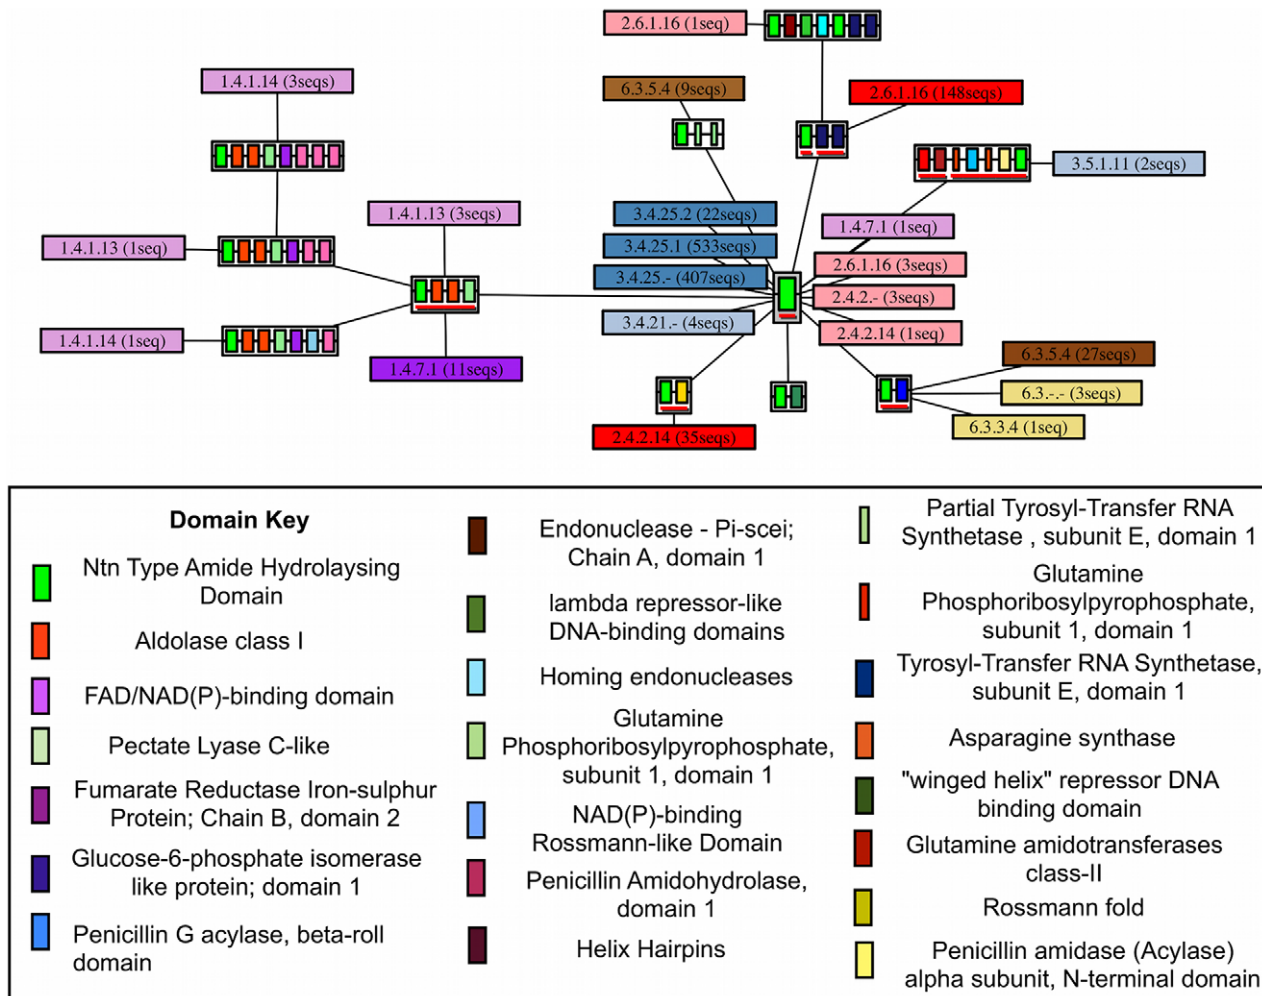 2.6.1.16 (1seq)
1.4.1.14 (3seqs)
6.3.5.4 (9seqs)
2.6.1.16 (148seqs)
3.5.1.11 (2seqs)
1.4.1.13 (3seqs)
3.4.25.2 (22seqs)
1.4.7.1 (1seq)
1.4.1.13 (1seq)
3.4.25.1 (533seqs)
2.6.1.16 (3seqs)
3.4.25.- (407seqs)
2.4.2.- (3seqs)
3.4.21.- (4seqs)
2.4.2.14 (1seq)
1.4.1.14 (1seq)
1.4.7.1 (11seqs)
6.3.5.4 (27seqs)
6.3.-.- (3seqs)
6.3.3.4 (1seq)
2.4.2.14 (35seqs)
Domain Key
Ntn Type Amide Hydrolaysing
Domain
Aldolase class I
FAD/NAD(P)-binding domain
Pectate Lyase C-like
Fumarate Reductase Iron-sulphur
Protein; Chain B, domain 2
Glucose-6-phosphate isomerase
like protein; domain 1
Penicillin G acylase, beta-roll
domain
Endonuclease - Pi-scei;
Chain A, domain 1
lambda repressor-like
DNA-binding domains
Homing endonucleases
Glutamine
Phosphoribosylpyrophosphate,
subunit 1, domain 1
NAD(P)-binding
Rossmann-like Domain
Penicillin Amidohydrolase,
domain 1
Helix Hairpins
Partial Tyrosyl-Transfer RNA
Synthetase , subunit E, domain 1
Glutamine
Phosphoribosylpyrophosphate,
subunit 1, domain 1
Tyrosyl-Transfer RNA Synthetase,
subunit E, domain 1
Asparagine synthase
"winged helix" repressor DNA
binding domain
Glutamine amidotransferases
class-II
Rossmann fold
Penicillin amidase (Acylase)
alpha subunit, N-terminal domain